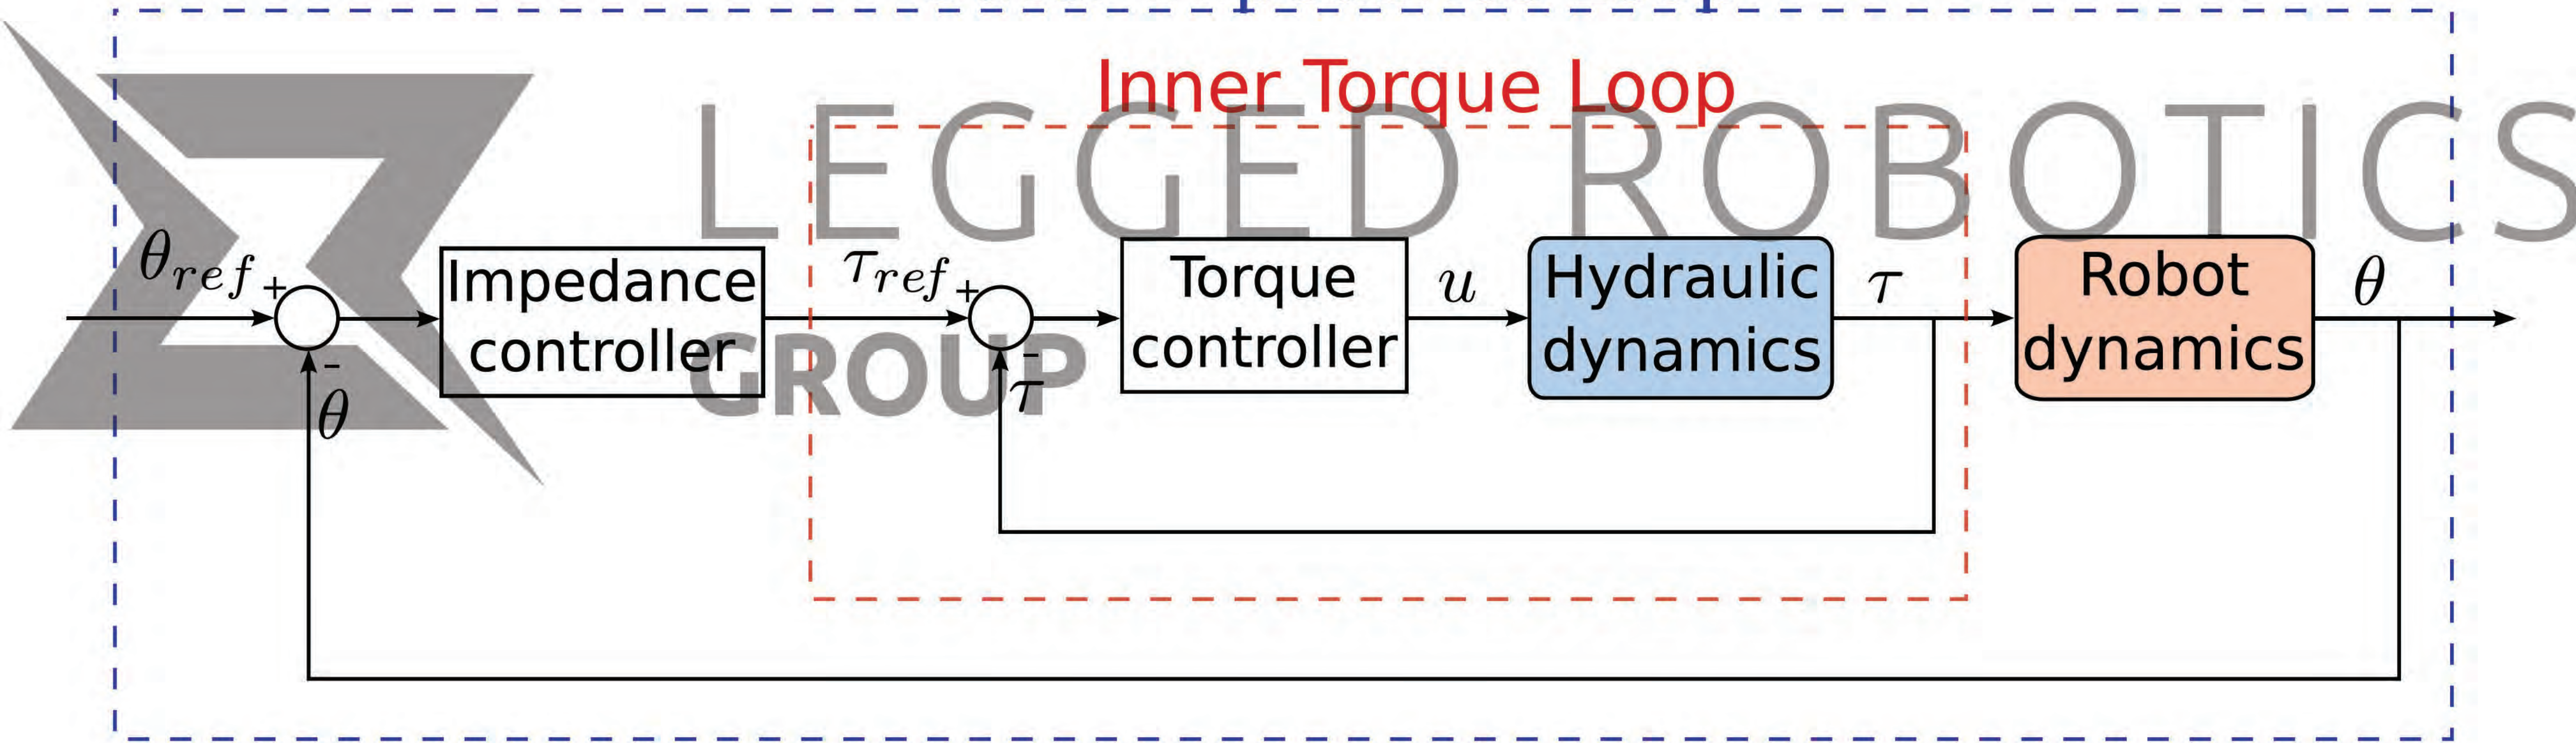 Inner Torque Loop
LEGGED ROBOTICS
GROUP
θref
+
-
θ
Impedance
controller
τref
+
-
τ
Torque
controller
u
Hydraulic
dynamics
τ
Robot
dynamics
θ